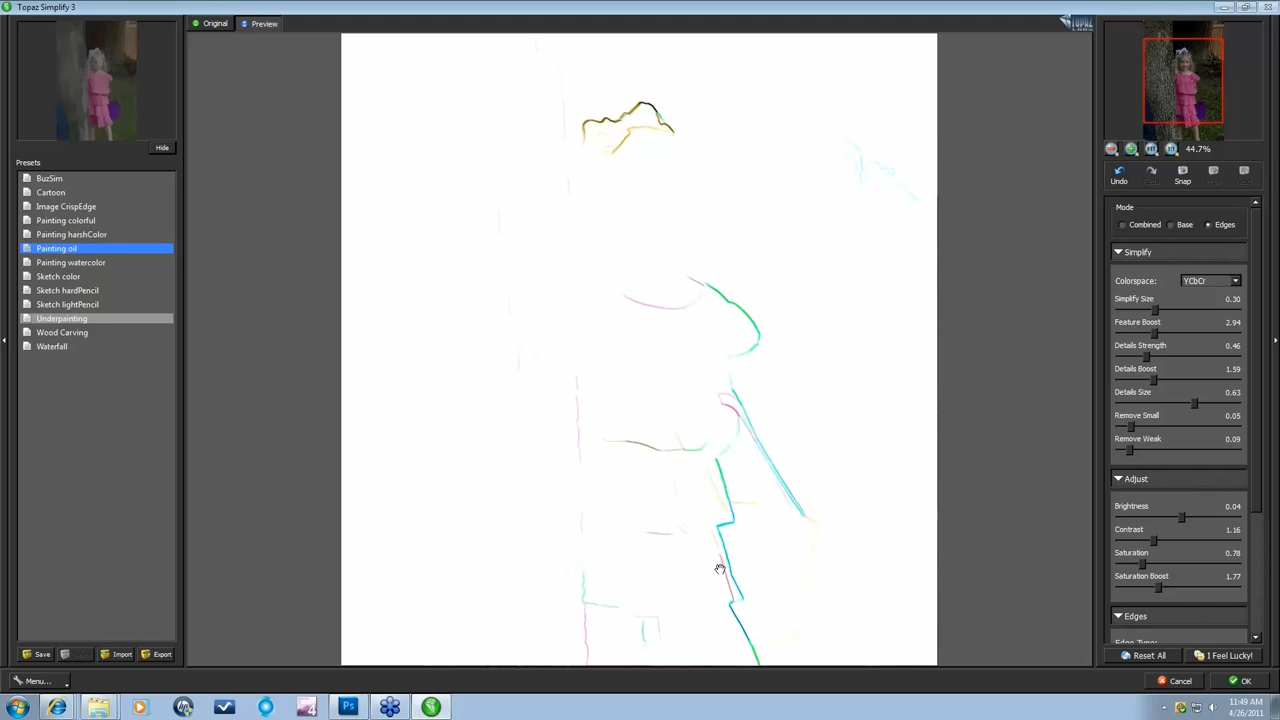 Topaz Simplify 3
Original
Preview
TOPAZ
Hide
Presets
BuzSim
Cartoon
Image CrispEdge
Painting colorful
Painting harshColor
Painting oil
Painting watercolor
Sketch color
Sketch hardPencil
Sketch lightPencil
Underpainting
Wood Carving
Waterfall
Save
Import
Export
Menu...
44.7%
Undo
Snap
Mode
Combined Base Edges
Simplify
Colorspace: YCbCr
Simplify Size 0.30
Feature Boost 2.94
Details Strength 0.46
Details Boost 1.59
Details Size 0.63
Remove Small 0.05
Remove Weak 0.09
Adjust
Brightness 0.04
Contrast 1.16
Saturation 0.78
Saturation Boost 1.77
Edges
Reset All
I Feel Lucky!
Cancel
OK
11:49 AM
4/26/2011